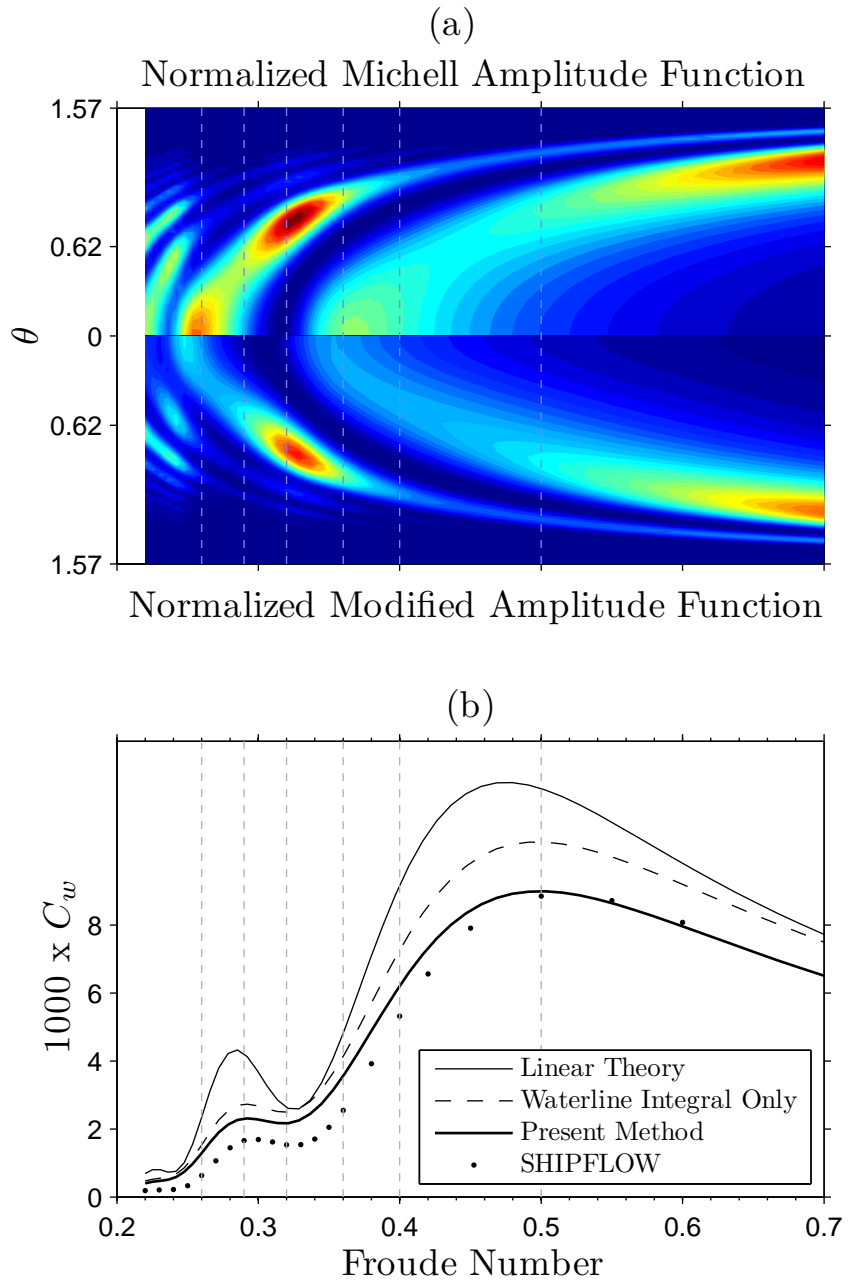 (a)
Normalized Michell Amplitude Function
1.57
0.62
0
0.62
1.57
θ
Normalized Modified Amplitude Function
(b)
8
6
4
2
0
1000 x C_w
Linear Theory
Waterline Integral Only
Present Method
SHIPFLOW
0.2 0.3 0.4 0.5 0.6 0.7
Froude Number